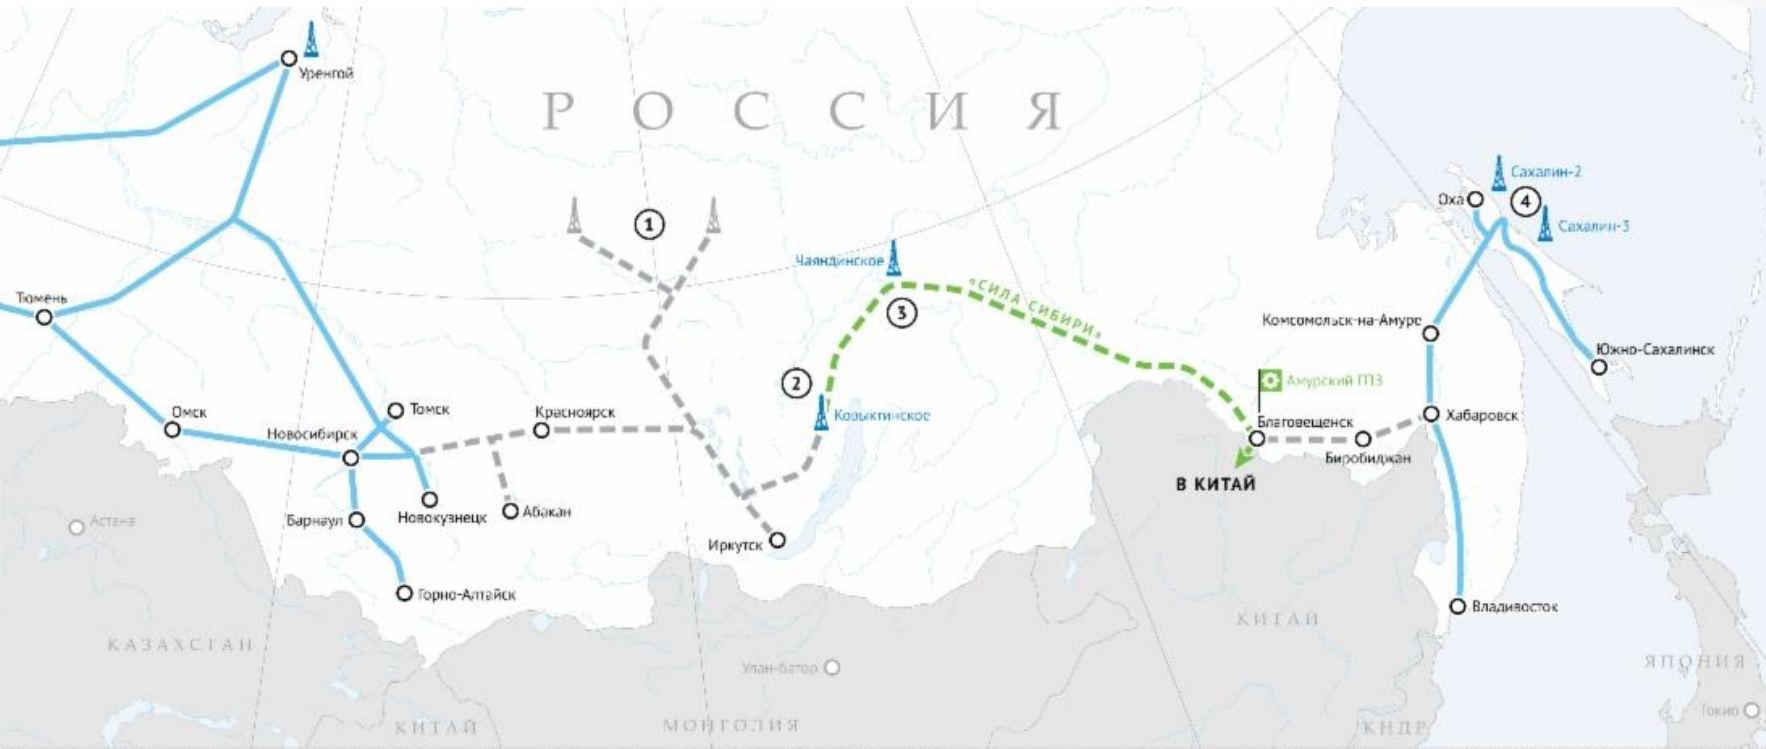 Уренгой
РОССИЯ
Сахалин-2
Оха
4
Сахалин-3
1
Чаяндинское
«СИЛА СИБИРИ»
Тюмень
3
Комсомольск-на-Амуре
Южно-Сахалинск
2
Амурский ГПЗ
Омск
Томск
Красноярск
Ковыктинское
Благовещенск
Хабаровск
Новосибирск
Биробиджан
В КИТАЙ
Астана
Барнаул
Новокузнецк
Абакан
Иркутск
Горно-Алтайск
Владивосток
КАЗАХСТАН
КИТАЙ
Улан-батор
ЯПОНИЯ
КИТАЙ
МОНГОЛИЯ
КНДР
Токио